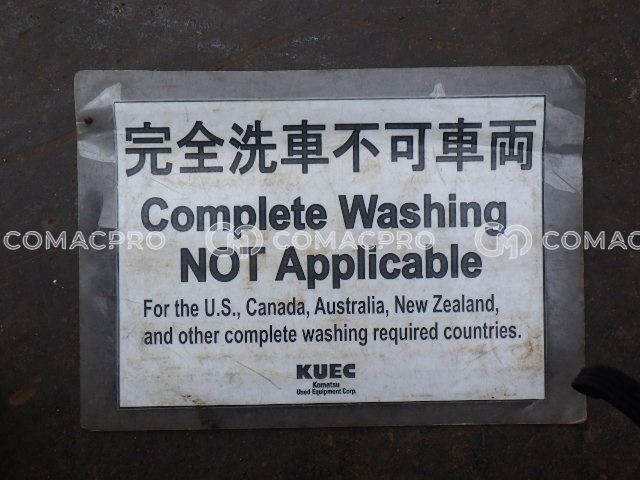 完全洗車不可車両
Complete Washing
NOT Applicable
COMACPRO COMACPRO COMACPRO
For the U.S., Canada, Australia, New Zealand,
and other complete washing required countries.
KUEC
Komatsu
Used Equipment Corp.